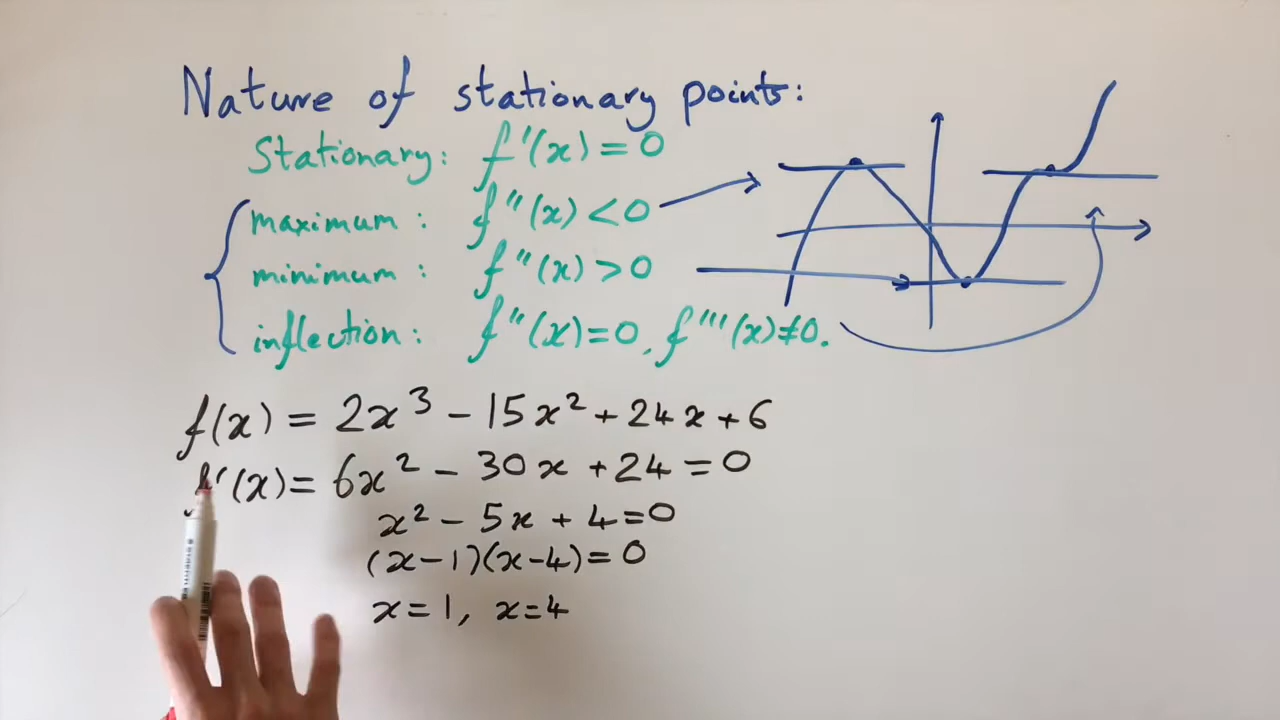 Nature of stationary points:
Stationary: f'(x) = 0
maximum: f''(x) < 0
minimum: f''(x) > 0
inflection: f''(x) = 0, f'''(x) ≠ 0.
f(x) = 2x³ - 15x² + 24x + 6
f'(x) = 6x² - 30x + 24 = 0
x² - 5x + 4 = 0
(x-1)(x-4) = 0
x = 1, x = 4